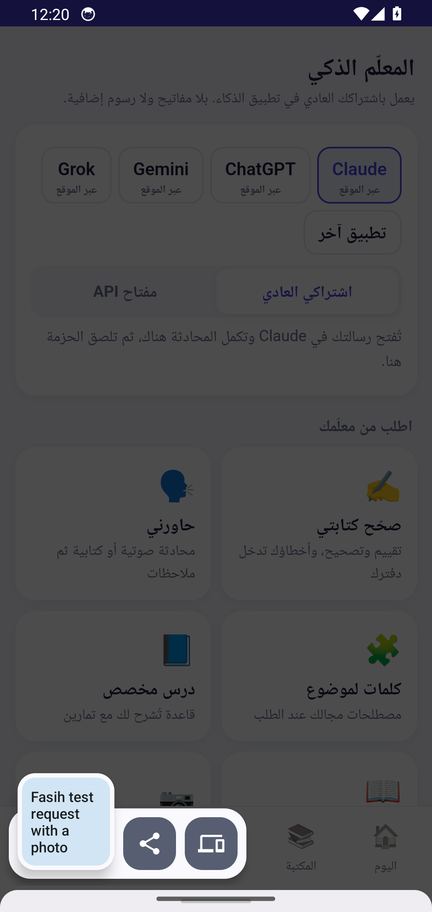 12:20
المعلّم الذكي
يعمل باشتراكك العادي في تطبيق الذكاء. بلا مفاتيح ولا رسوم إضافية.
Claude
عبر الموقع
ChatGPT
عبر الموقع
Gemini
عبر الموقع
Grok
عبر الموقع
تطبيق آخر
اشتراكي العادي
مفتاح API
تُفتح رسالتك في Claude وتكمل المحادثة هناك، ثم تلصق الحزمة
هنا.
اطلب من معلّمك
صحّح كتابتي
تقييم وتصحيح، وأخطاؤك تدخل
دفترك
حاورني
محادثة صوتية أو كتابية ثم
ملاحظات
كلمات لموضوع
مصطلحات مجالك عند الطلب
درس مخصص
قاعدة تُشرح لك مع تمارين
Fasih test
request
with a
photo
اليوم
المكتبة